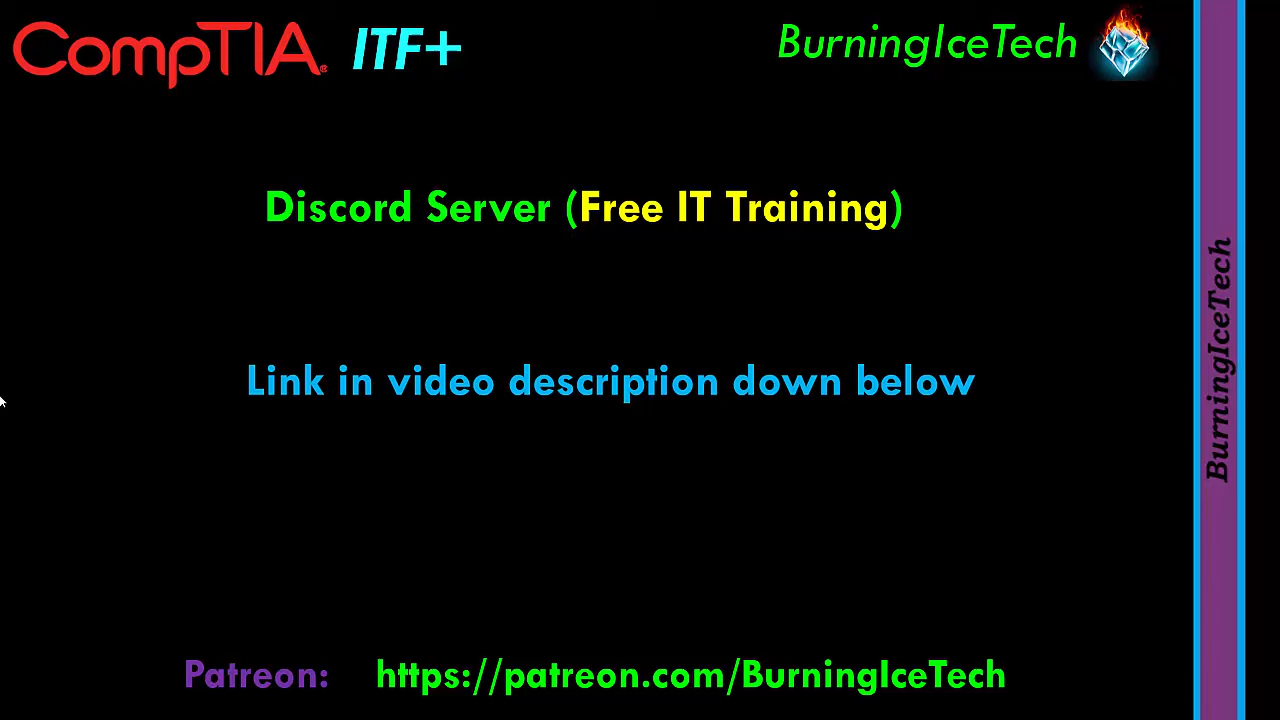 CompTIA® ITF+
BurningIceTech
Discord Server (Free IT Training)
Link in video description down below
Patreon: https://patreon.com/BurningIceTech
BurningIceTech